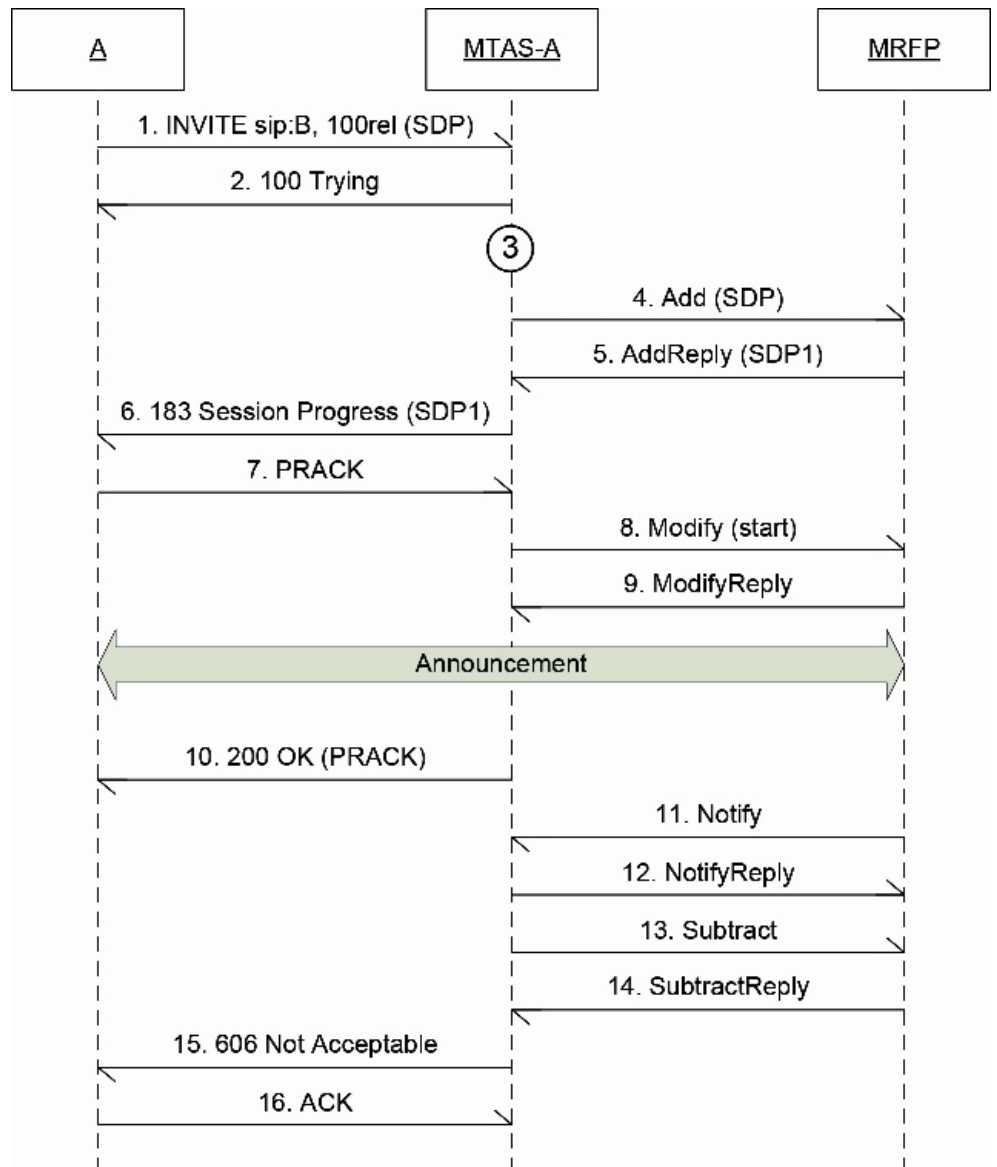 A
MTAS-A
MRFP
1. INVITE sip:B, 100rel (SDP)
2. 100 Trying
3
4. Add (SDP)
5. AddReply (SDP1)
6. 183 Session Progress (SDP1)
7. PRACK
8. Modify (start)
9. ModifyReply
Announcement
10. 200 OK (PRACK)
11. Notify
12. NotifyReply
13. Subtract
14. SubtractReply
15. 606 Not Acceptable
16. ACK